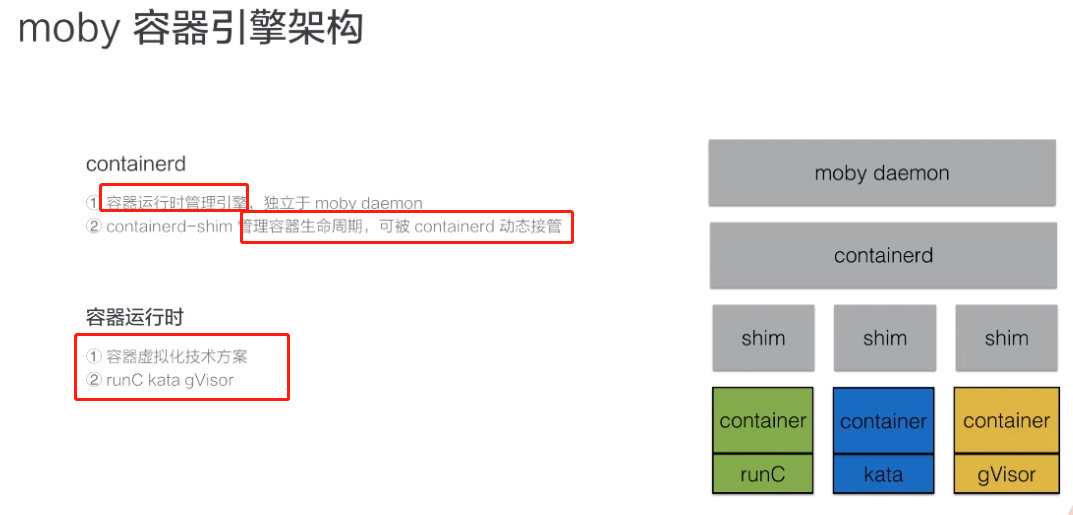 moby 容器引擎架构
containerd
① 容器运行时管理引擎，独立于 moby daemon
② containerd-shim 管理容器生命周期，可被 containerd 动态接管
容器运行时
① 容器虚拟化技术方案
② runC kata gVisor
moby daemon
containerd
shim shim shim
container container container
runC kata gVisor